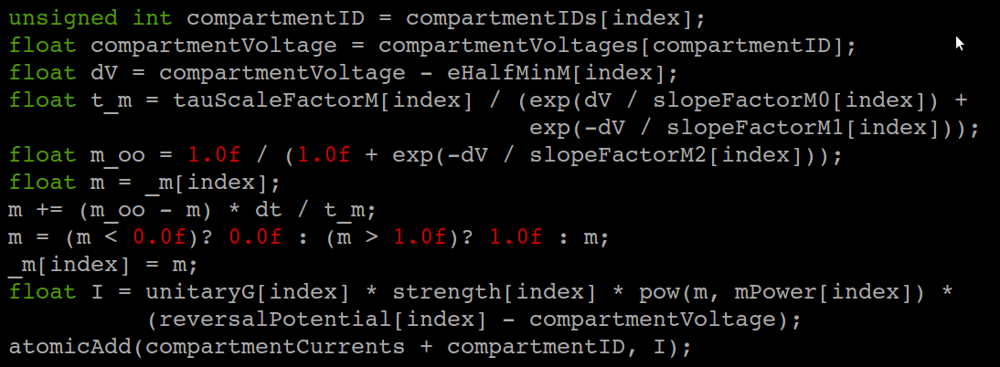 unsigned int compartmentID = compartmentIDs[index];
float compartmentVoltage = compartmentVoltages[compartmentID];
float dV = compartmentVoltage - eHalfMinM[index];
float t_m = tauScaleFactorM[index] / (exp(dV / slopeFactorM0[index]) +
exp(-dV / slopeFactorM1[index]));
float m_oo = 1.0f / (1.0f + exp(-dV / slopeFactorM2[index]));
float m = _m[index];
m += (m_oo - m) * dt / t_m;
m = (m < 0.0f)? 0.0f : (m > 1.0f)? 1.0f : m;
_m[index] = m;
float I = unitaryG[index] * strength[index] * pow(m, mPower[index]) *
(reversalPotential[index] - compartmentVoltage);
atomicAdd(compartmentCurrents + compartmentID, I);